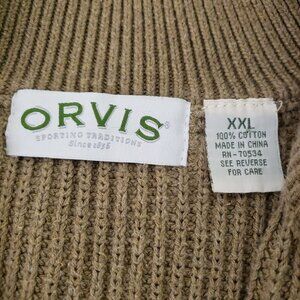 ORVIS®
SPORTING TRADITIONS
Since 1856
XXL
100% COTTON
MADE IN CHINA
RN-70534
SEE REVERSE
FOR CARE